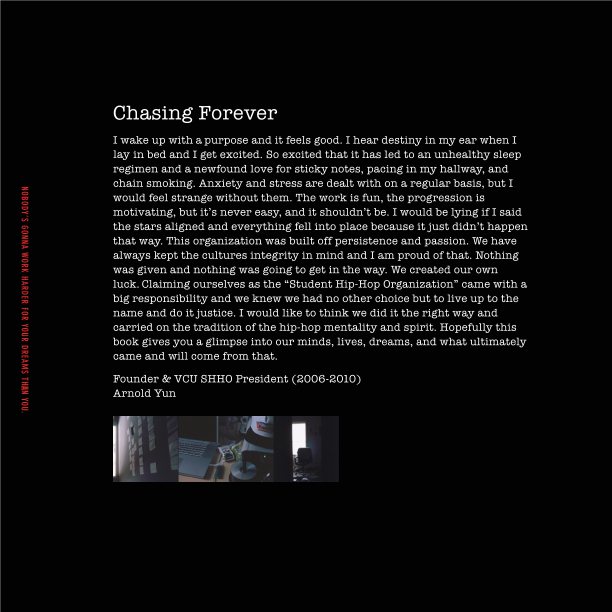 Chasing Forever
I wake up with a purpose and it feels good. I hear destiny in my ear when I
lay in bed and I get excited. So excited that it has led to an unhealthy sleep
regimen and a newfound love for sticky notes, pacing in my hallway, and
chain smoking. Anxiety and stress are dealt with on a regular basis, but I
would feel strange without them. The work is fun, the progression is
motivating, but it's never easy, and it shouldn't be. I would be lying if I said
the stars aligned and everything fell into place because it just didn't happen
that way. This organization was built off persistence and passion. We have
always kept the cultures integrity in mind and I am proud of that. Nothing
was given and nothing was going to get in the way. We created our own
luck. Claiming ourselves as the “Student Hip-Hop Organization” came with a
big responsibility and we knew we had no other choice but to live up to the
name and do it justice. I would like to think we did it the right way and
carried on the tradition of the hip-hop mentality and spirit. Hopefully this
book gives you a glimpse into our minds, lives, dreams, and what ultimately
came and will come from that.
Founder & VCU SHHO President (2006-2010)
Arnold Yun
NOBODY'S GONNA WORK HARDER FOR YOUR DREAMS THAN YOU.